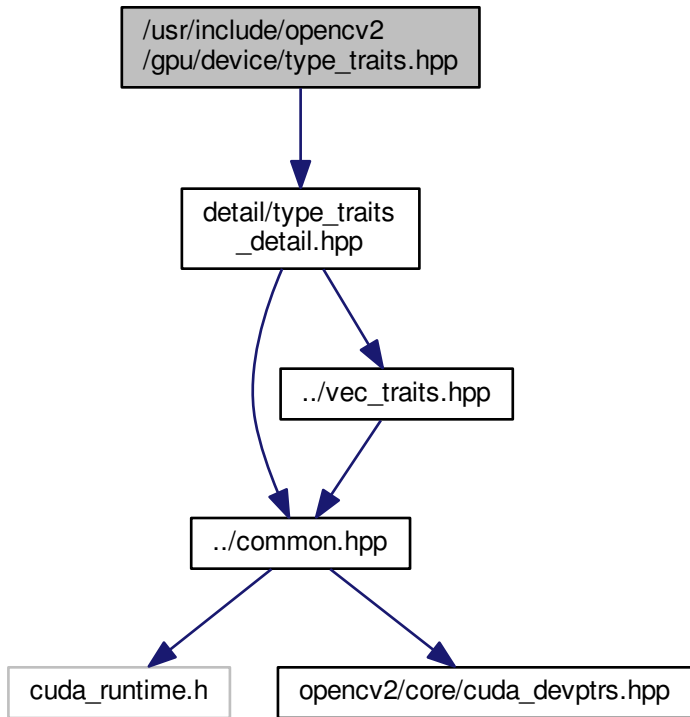 /usr/include/opencv2
/gpu/device/type_traits.hpp
detail/type_traits
_detail.hpp
../vec_traits.hpp
../common.hpp
cuda_runtime.h
opencv2/core/cuda_devptrs.hpp